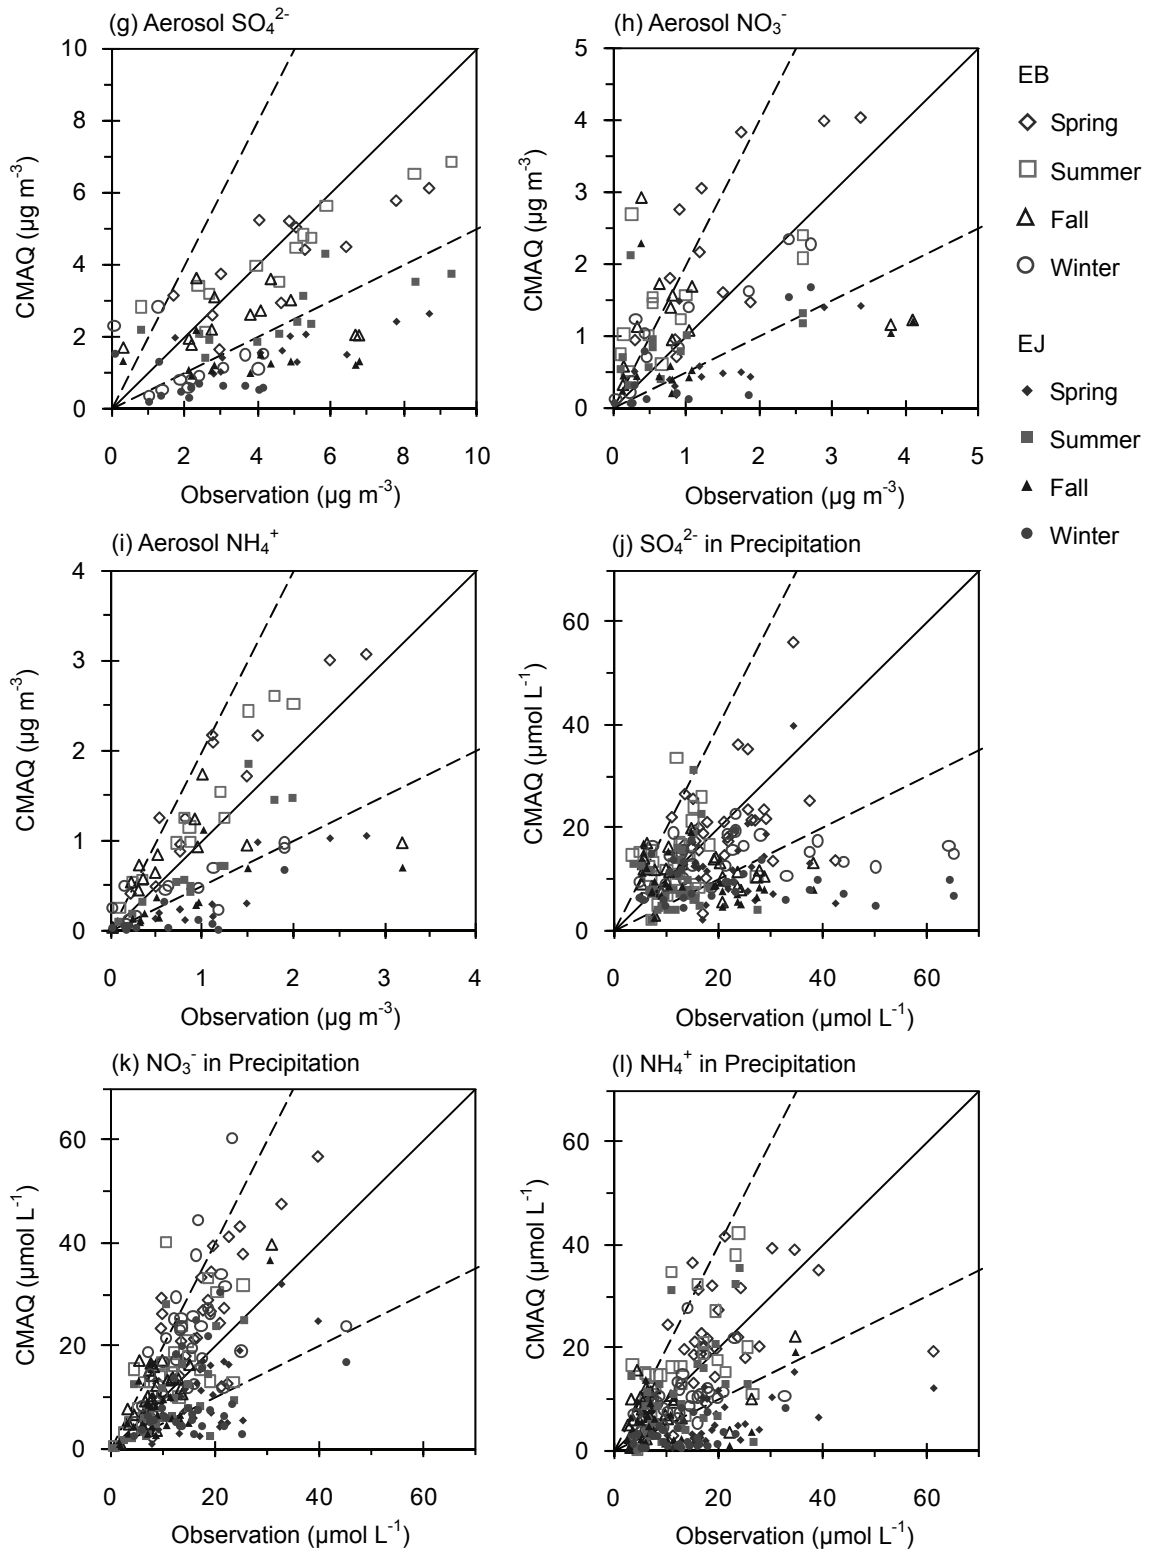 (g) Aerosol SO₄²⁻
10
8
6
4
2
0
CMAQ (µg m⁻³)
0 2 4 6 8 10
Observation (µg m⁻³)
(h) Aerosol NO₃⁻
5
4
3
2
1
0
CMAQ (µg m⁻³)
0 1 2 3 4 5
Observation (µg m⁻³)
EB
Spring
Summer
Fall
Winter
EJ
Spring
Summer
Fall
Winter
(i) Aerosol NH₄⁺
4
3
2
1
0
CMAQ (µg m⁻³)
0 1 2 3 4
Observation (µg m⁻³)
(j) SO₄²⁻ in Precipitation
60
40
20
0
CMAQ (µmol L⁻¹)
0 20 40 60
Observation (µmol L⁻¹)
(k) NO₃⁻ in Precipitation
60
40
20
0
CMAQ (µmol L⁻¹)
0 20 40 60
Observation (µmol L⁻¹)
(l) NH₄⁺ in Precipitation
60
40
20
0
CMAQ (µmol L⁻¹)
0 20 40 60
Observation (µmol L⁻¹)